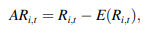 AR_{i,t} = R_{i,t} − E(R_{i,t}),